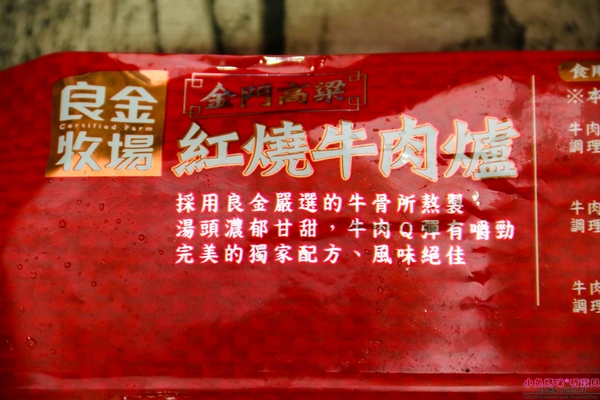 良金
Certified Farm
牧場
金門高粱
紅燒牛肉爐
採用良金嚴選的牛骨所熬製，
湯頭濃郁甘甜，牛肉Q彈有嚼勁
完美的獨家配方、風味絕佳
食用
※本
牛肉
調理
牛肉
調理
牛肉
調理